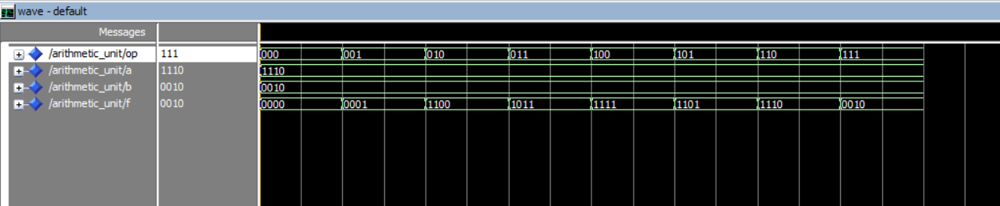 wave - default
Messages
/arithmetic_unit/op 111 000 001 010 011 100 101 110 111
/arithmetic_unit/a 1110 1110
/arithmetic_unit/b 0010 0010
/arithmetic_unit/f 0010 0000 0001 1100 1011 1111 1101 1110 0010